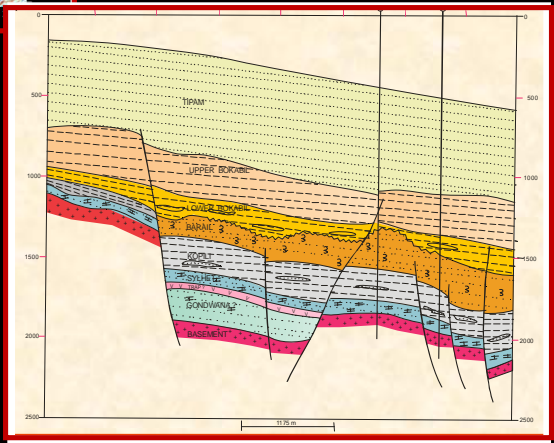 0
0
500
500
TIPAM
UPPER BOKABIL
1000
1000
LOWER BOKABIL
BARAIL
1500
1500
KOPILI
SYLHET
TRAP
GONDWANA ?
BASEMENT
2000
2000
2500
2500
1175 m